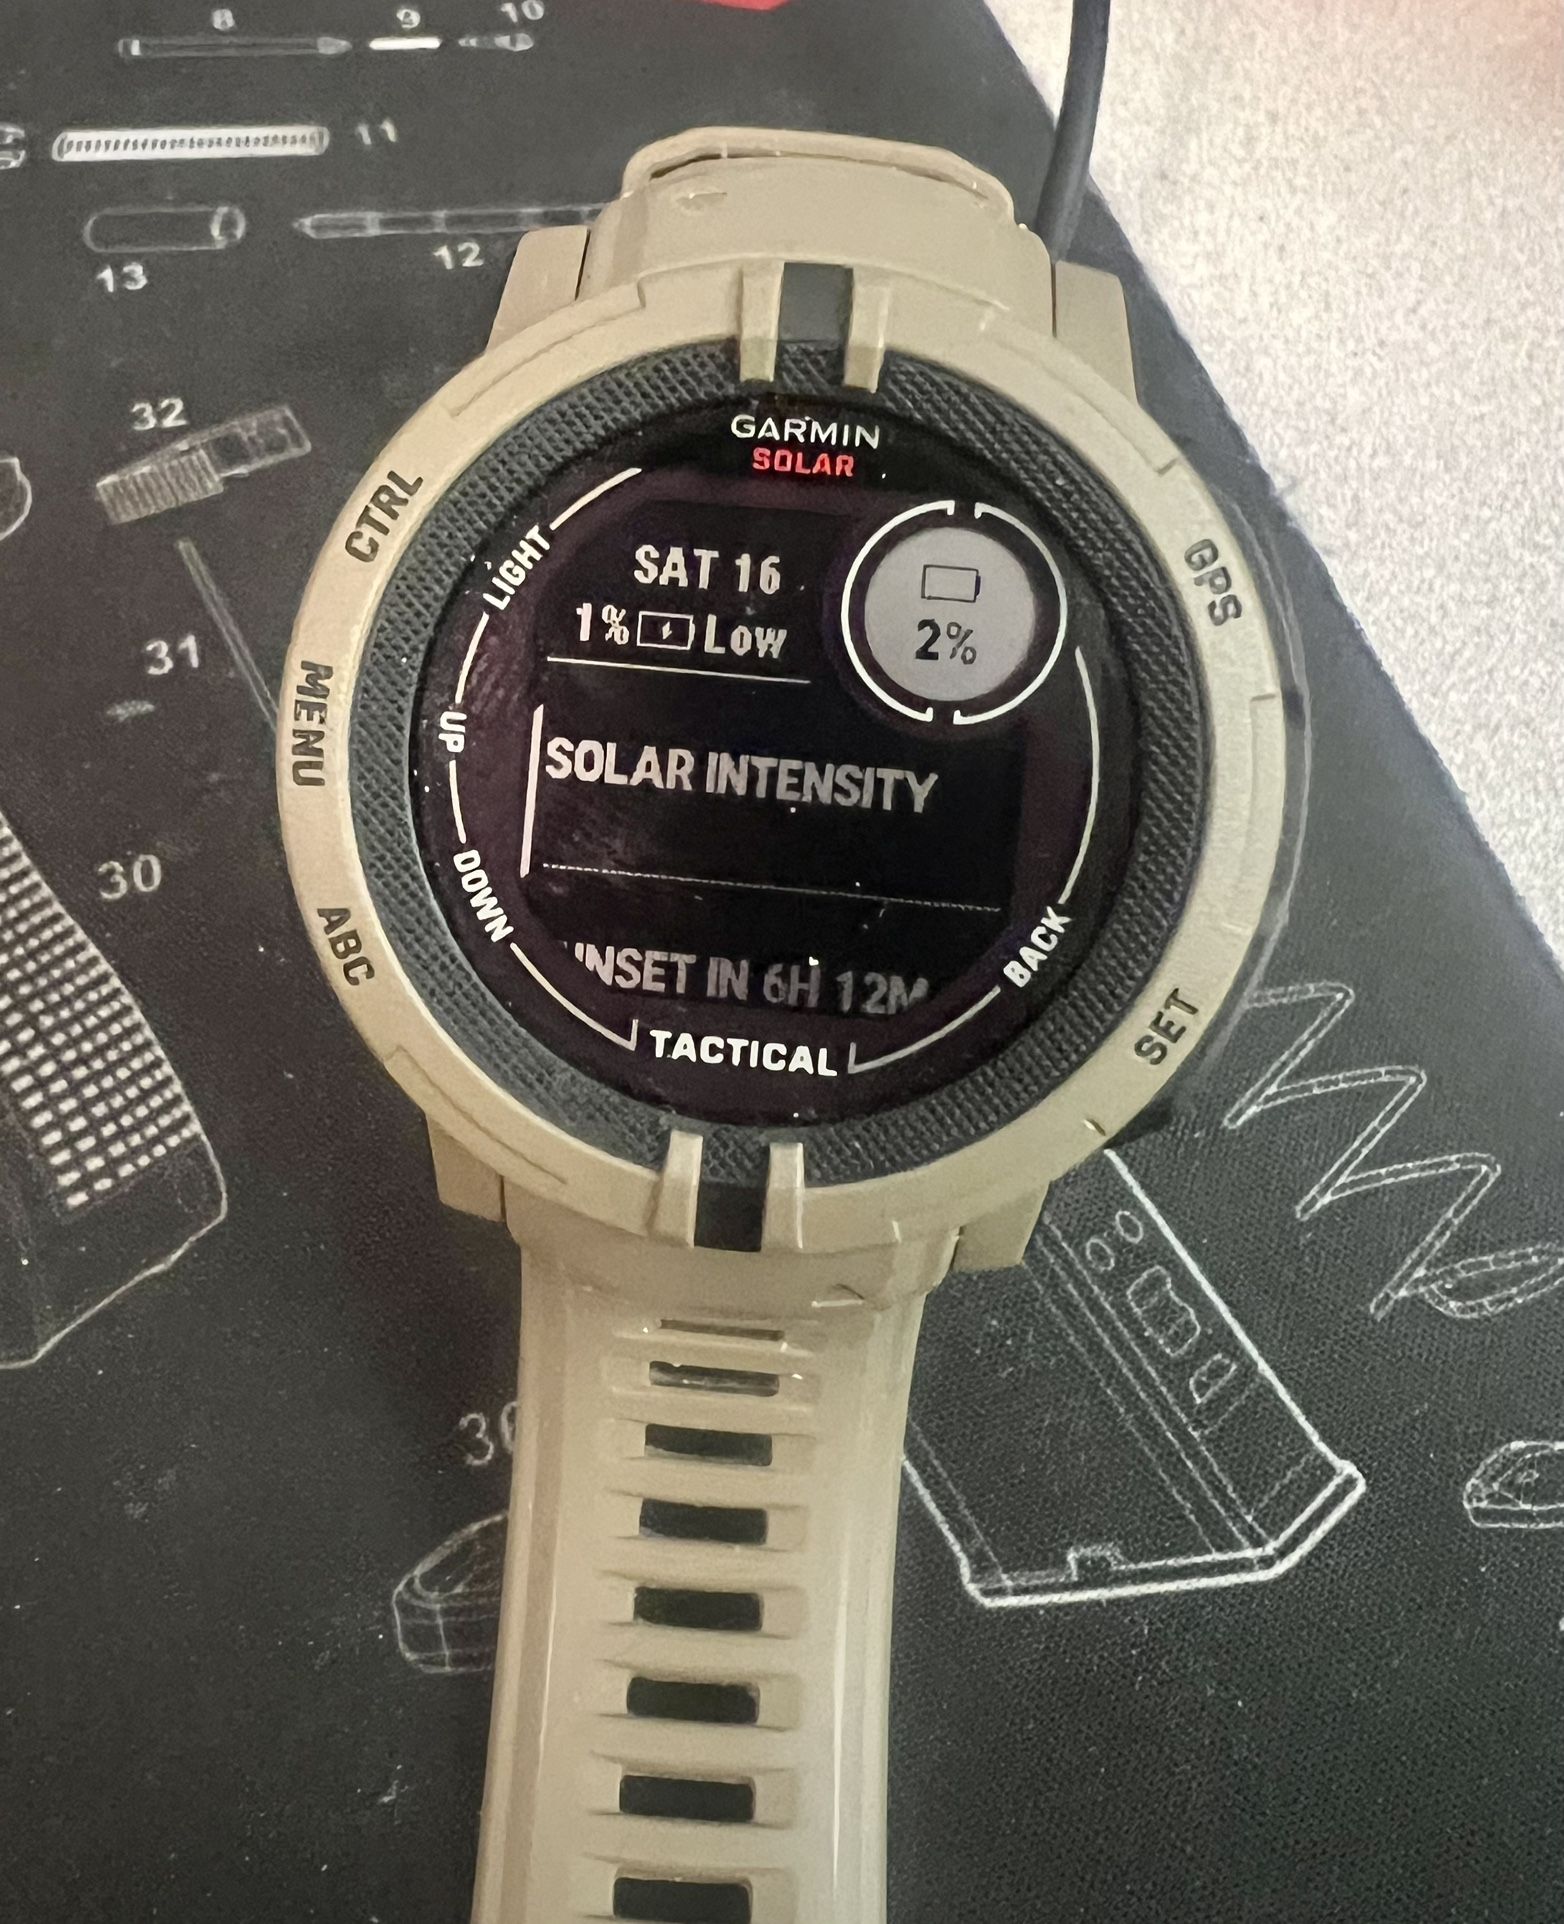 8
9
10
11
13
12
32
GARMIN
SOLAR
CTRL
LIGHT
GPS
SAT 16
1% Low
2%
31
MENU
UP
SOLAR INTENSITY
30
ABC
DOWN
BACK
NSET IN 6H 12M
SET
TACTICAL